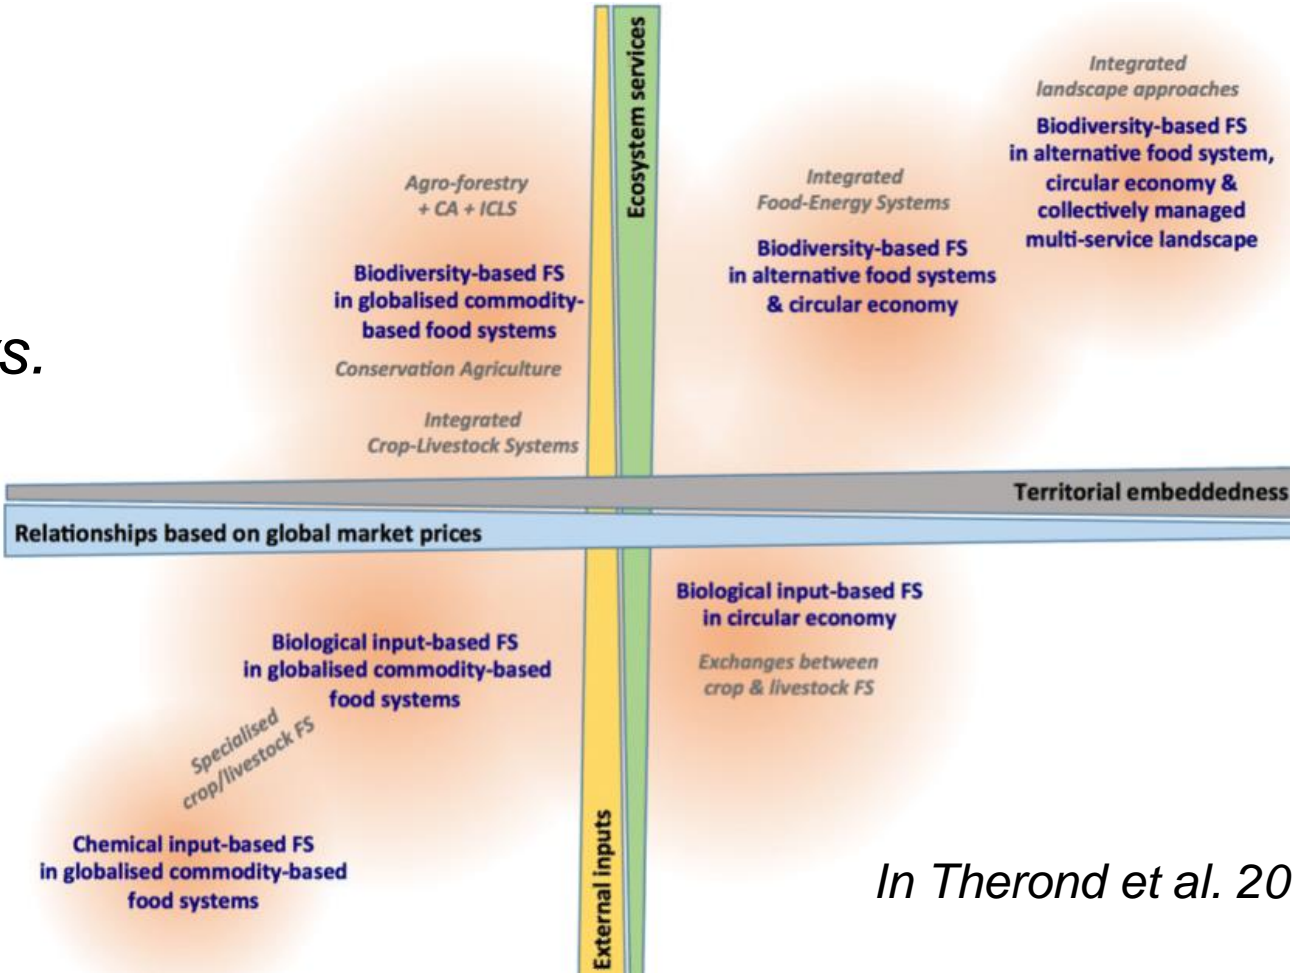 Ecosystem services
Integrated
landscape approaches
Biodiversity-based FS
in alternative food system,
circular economy &
collectively managed
multi-service landscape
Agro-forestry
+ CA + ICLS
Integrated
Food-Energy Systems
Biodiversity-based FS
in globalised commodity-
based food systems
Biodiversity-based FS
in alternative food systems
& circular economy
Conservation Agriculture
Integrated
Crop-Livestock Systems
Territorial embeddedness
Relationships based on global market prices
Biological input-based FS
in globalised commodity-based
food systems
Biological input-based FS
in circular economy
Exchanges between
crop & livestock FS
Specialised
crop/livestock FS
Chemical input-based FS
in globalised commodity-based
food systems
External inputs
In Therond et al. 20